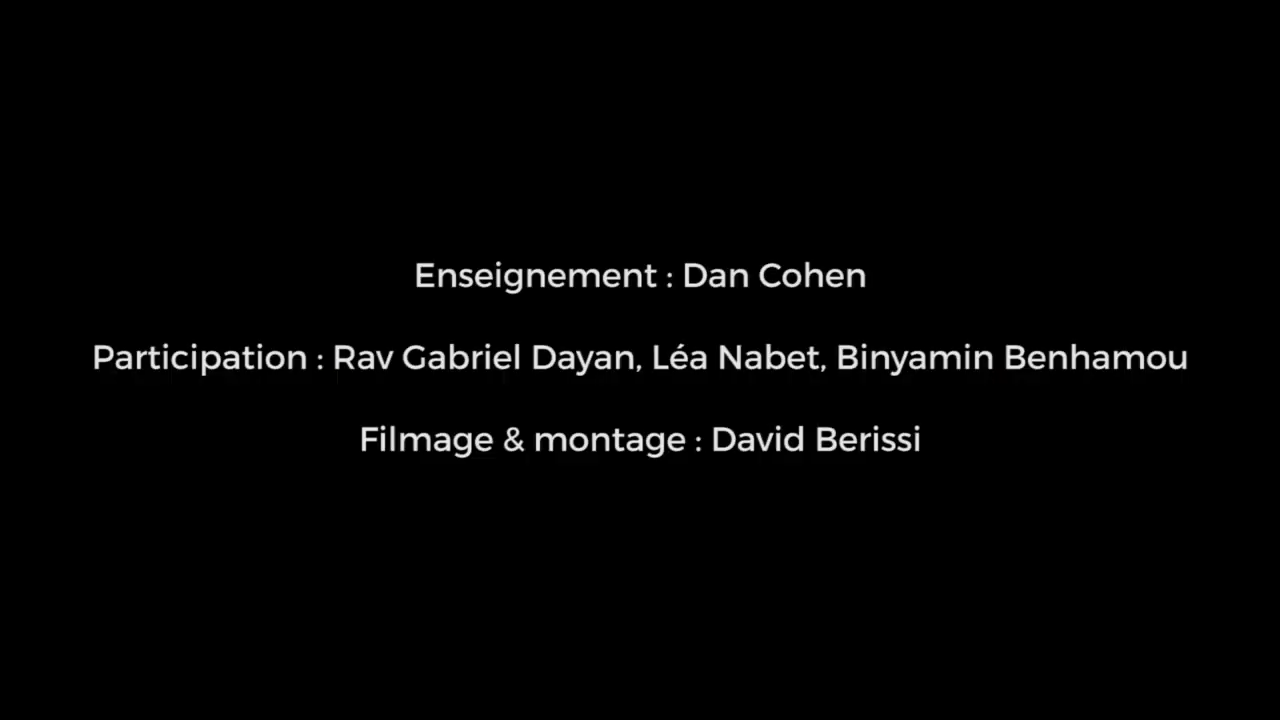 Enseignement : Dan Cohen
Participation : Rav Gabriel Dayan, Léa Nabet, Binyamin Benhamou
Filmage & montage : David Berissi